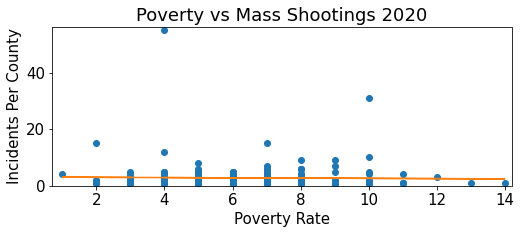 Poverty vs Mass Shootings 2020
Incidents Per County
40
20
0
2 4 6 8 10 12 14
Poverty Rate